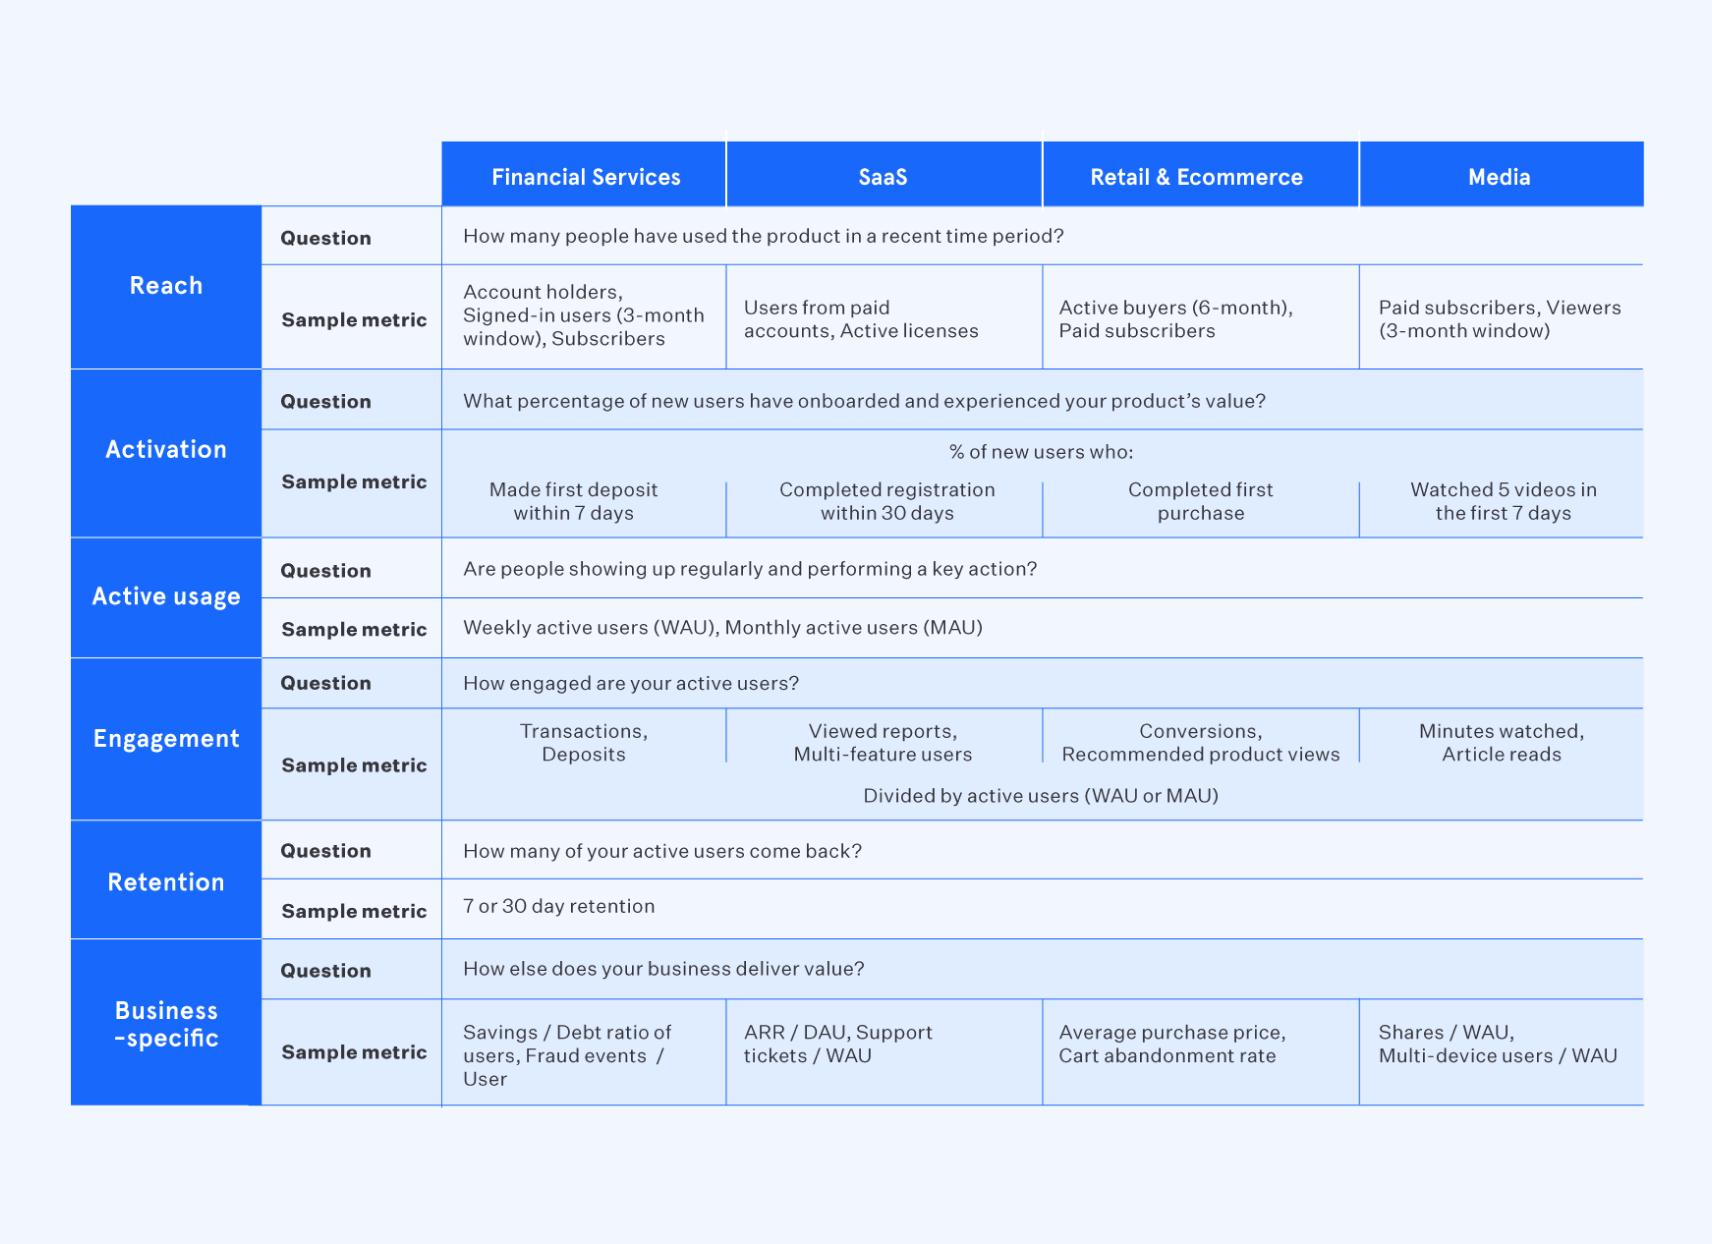 Financial Services
SaaS
Retail & Ecommerce
Media
Reach
Question
How many people have used the product in a recent time period?
Sample metric
Account holders,
Signed-in users (3-month
window), Subscribers
Users from paid
accounts, Active licenses
Active buyers (6-month),
Paid subscribers
Paid subscribers, Viewers
(3-month window)
Activation
Question
What percentage of new users have onboarded and experienced your product’s value?
Sample metric
% of new users who:
Made first deposit
within 7 days
Completed registration
within 30 days
Completed first
purchase
Watched 5 videos in
the first 7 days
Active usage
Question
Are people showing up regularly and performing a key action?
Sample metric
Weekly active users (WAU), Monthly active users (MAU)
Engagement
Question
How engaged are your active users?
Sample metric
Transactions,
Deposits
Viewed reports,
Multi-feature users
Conversions,
Recommended product views
Minutes watched,
Article reads
Divided by active users (WAU or MAU)
Retention
Question
How many of your active users come back?
Sample metric
7 or 30 day retention
Business
-specific
Question
How else does your business deliver value?
Sample metric
Savings / Debt ratio of
users, Fraud events /
User
ARR / DAU, Support
tickets / WAU
Average purchase price,
Cart abandonment rate
Shares / WAU,
Multi-device users / WAU